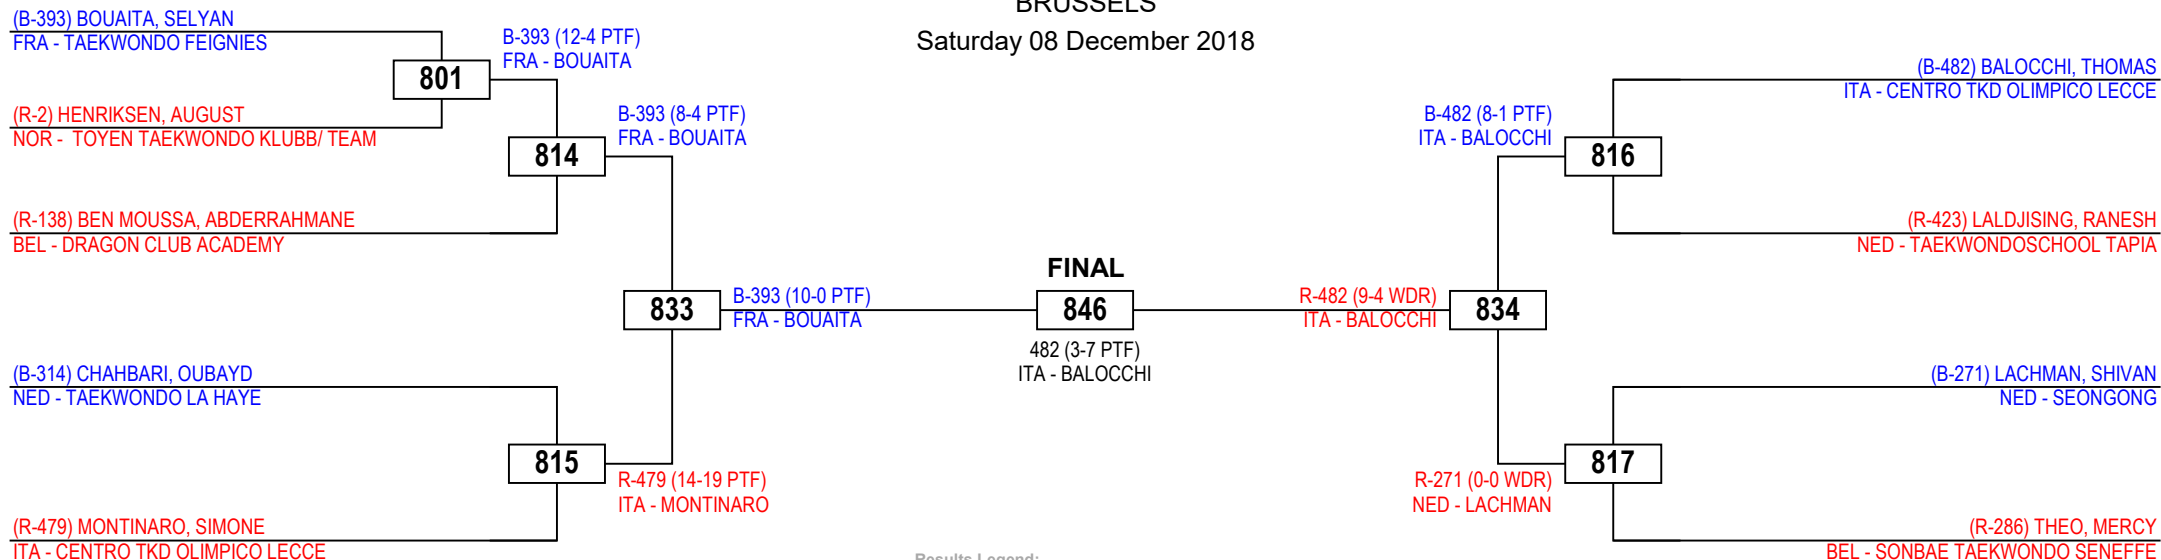 BRUSSELS
Saturday 08 December 2018
(B-393) BOUAITA, SELYAN
FRA - TAEKWONDO FEIGNIES
801
B-393 (12-4 PTF)
FRA - BOUAITA
(R-2) HENRIKSEN, AUGUST
NOR - TOYEN TAEKWONDO KLUBB/ TEAM
814
B-393 (8-4 PTF)
FRA - BOUAITA
(R-138) BEN MOUSSA, ABDERRAHMANE
BEL - DRAGON CLUB ACADEMY
833
B-393 (10-0 PTF)
FRA - BOUAITA
(B-314) CHAHBARI, OUBAYD
NED - TAEKWONDO LA HAYE
815
R-479 (14-19 PTF)
ITA - MONTINARO
(R-479) MONTINARO, SIMONE
ITA - CENTRO TKD OLIMPICO LECCE
FINAL
846
482 (3-7 PTF)
ITA - BALOCCHI
(B-482) BALOCCHI, THOMAS
ITA - CENTRO TKD OLIMPICO LECCE
B-482 (8-1 PTF)
ITA - BALOCCHI
816
(R-423) LALDJISING, RANESH
NED - TAEKWONDOSCHOOL TAPIA
R-482 (9-4 WDR)
ITA - BALOCCHI
834
(B-271) LACHMAN, SHIVAN
NED - SEONGONG
817
R-271 (0-0 WDR)
NED - LACHMAN
(R-286) THEO, MERCY
BEL - SONBAE TAEKWONDO SENEFFE
Results Legend: